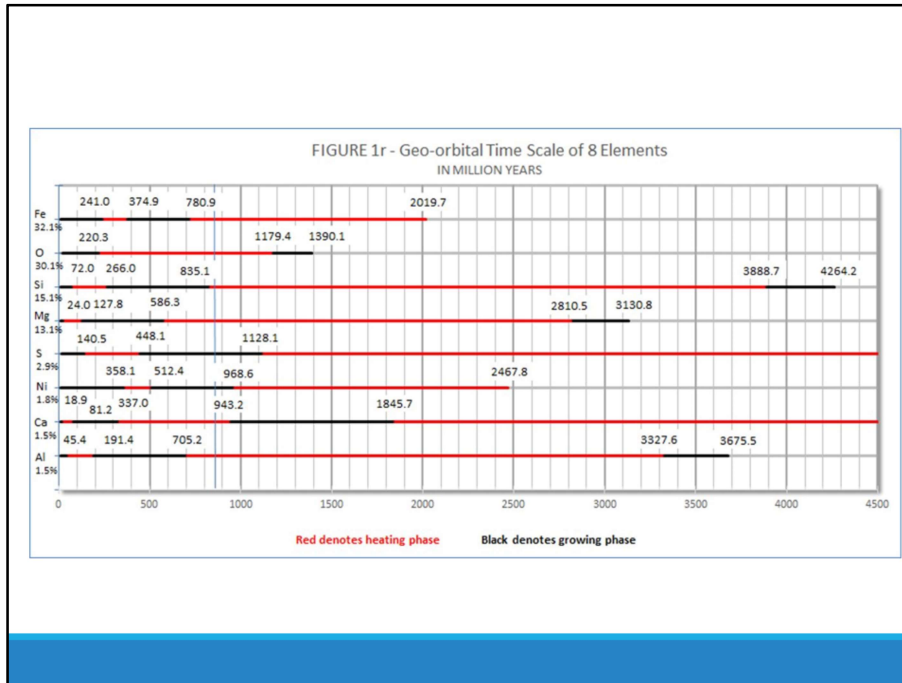 FIGURE 1r - Geo-orbital Time Scale of 8 Elements
IN MILLION YEARS
241.0 374.9 780.9 2019.7
Fe
32.1%
220.3 1179.4 1390.1
O
30.1%
72.0 266.0 835.1 3888.7 4264.2
Si
15.1%
24.0 127.8 586.3 2810.5 3130.8
Mg
13.1%
140.5 448.1 1128.1
S
2.9%
358.1 512.4 968.6 2467.8
Ni
1.8%
18.9 81.2 337.0 943.2 1845.7
Ca
1.5%
45.4 191.4 705.2 3327.6 3675.5
Al
1.5%
0 500 1000 1500 2000 2500 3000 3500 4000 4500
Red denotes heating phase Black denotes growing phase